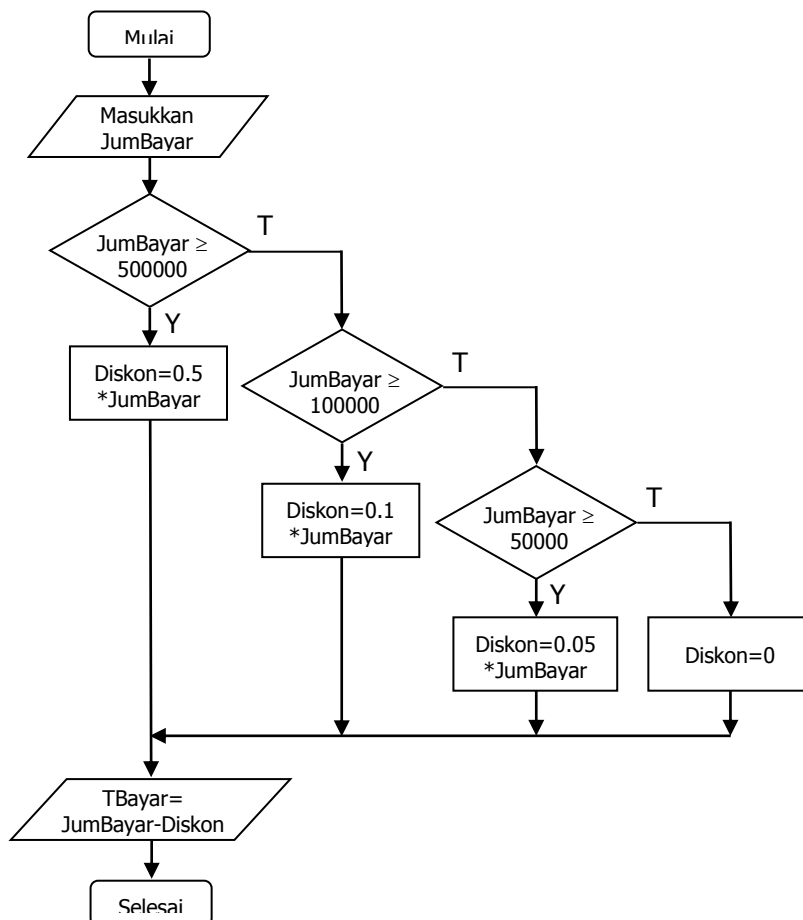 Mulai
Masukkan
JumBayar
JumBayar ≥
500000
T
Y
Diskon=0.5
*JumBayar
JumBayar ≥
100000
T
Y
Diskon=0.1
*JumBayar
JumBayar ≥
50000
T
Y
Diskon=0.05
*JumBayar
Diskon=0
TBayar=
JumBayar-Diskon
Selesai